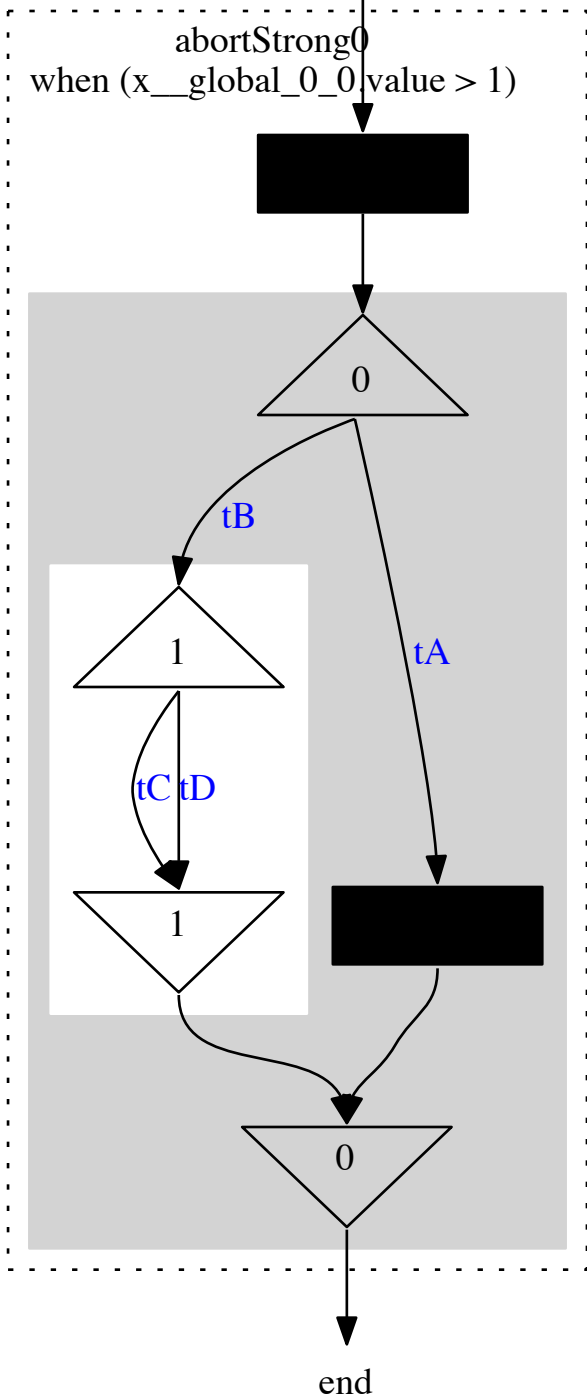 abortStrong0
when (x__global_0_0.value > 1)
0
tB
1
tA
tC tD
1
0
end